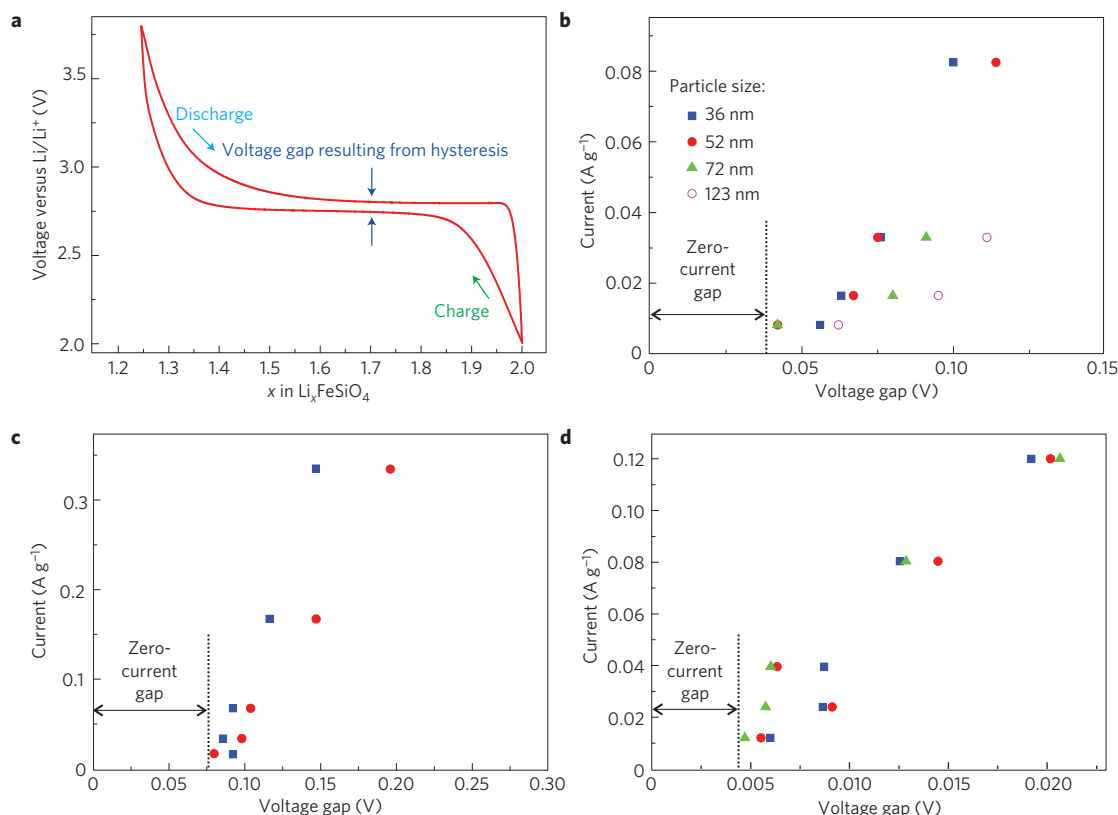 a
Voltage versus Li/Li⁺ (V)
3.5
3.0
2.5
2.0
Discharge
Voltage gap resulting from hysteresis
Charge
1.2 1.3 1.4 1.5 1.6 1.7 1.8 1.9 2.0
x in LiₓFeSiO₄
b
Current (A g⁻¹)
0.08
0.06
0.04
0.02
0
Particle size:
36 nm
52 nm
72 nm
123 nm
Zero-
current
gap
0 0.05 0.10 0.15
Voltage gap (V)
c
Current (A g⁻¹)
0.3
0.2
0.1
0
Zero-
current
gap
0 0.05 0.10 0.15 0.20 0.25 0.30
Voltage gap (V)
d
Current (A g⁻¹)
0.12
0.10
0.08
0.06
0.04
0.02
0.00
Zero-
current
gap
0 0.005 0.010 0.015 0.020
Voltage gap (V)